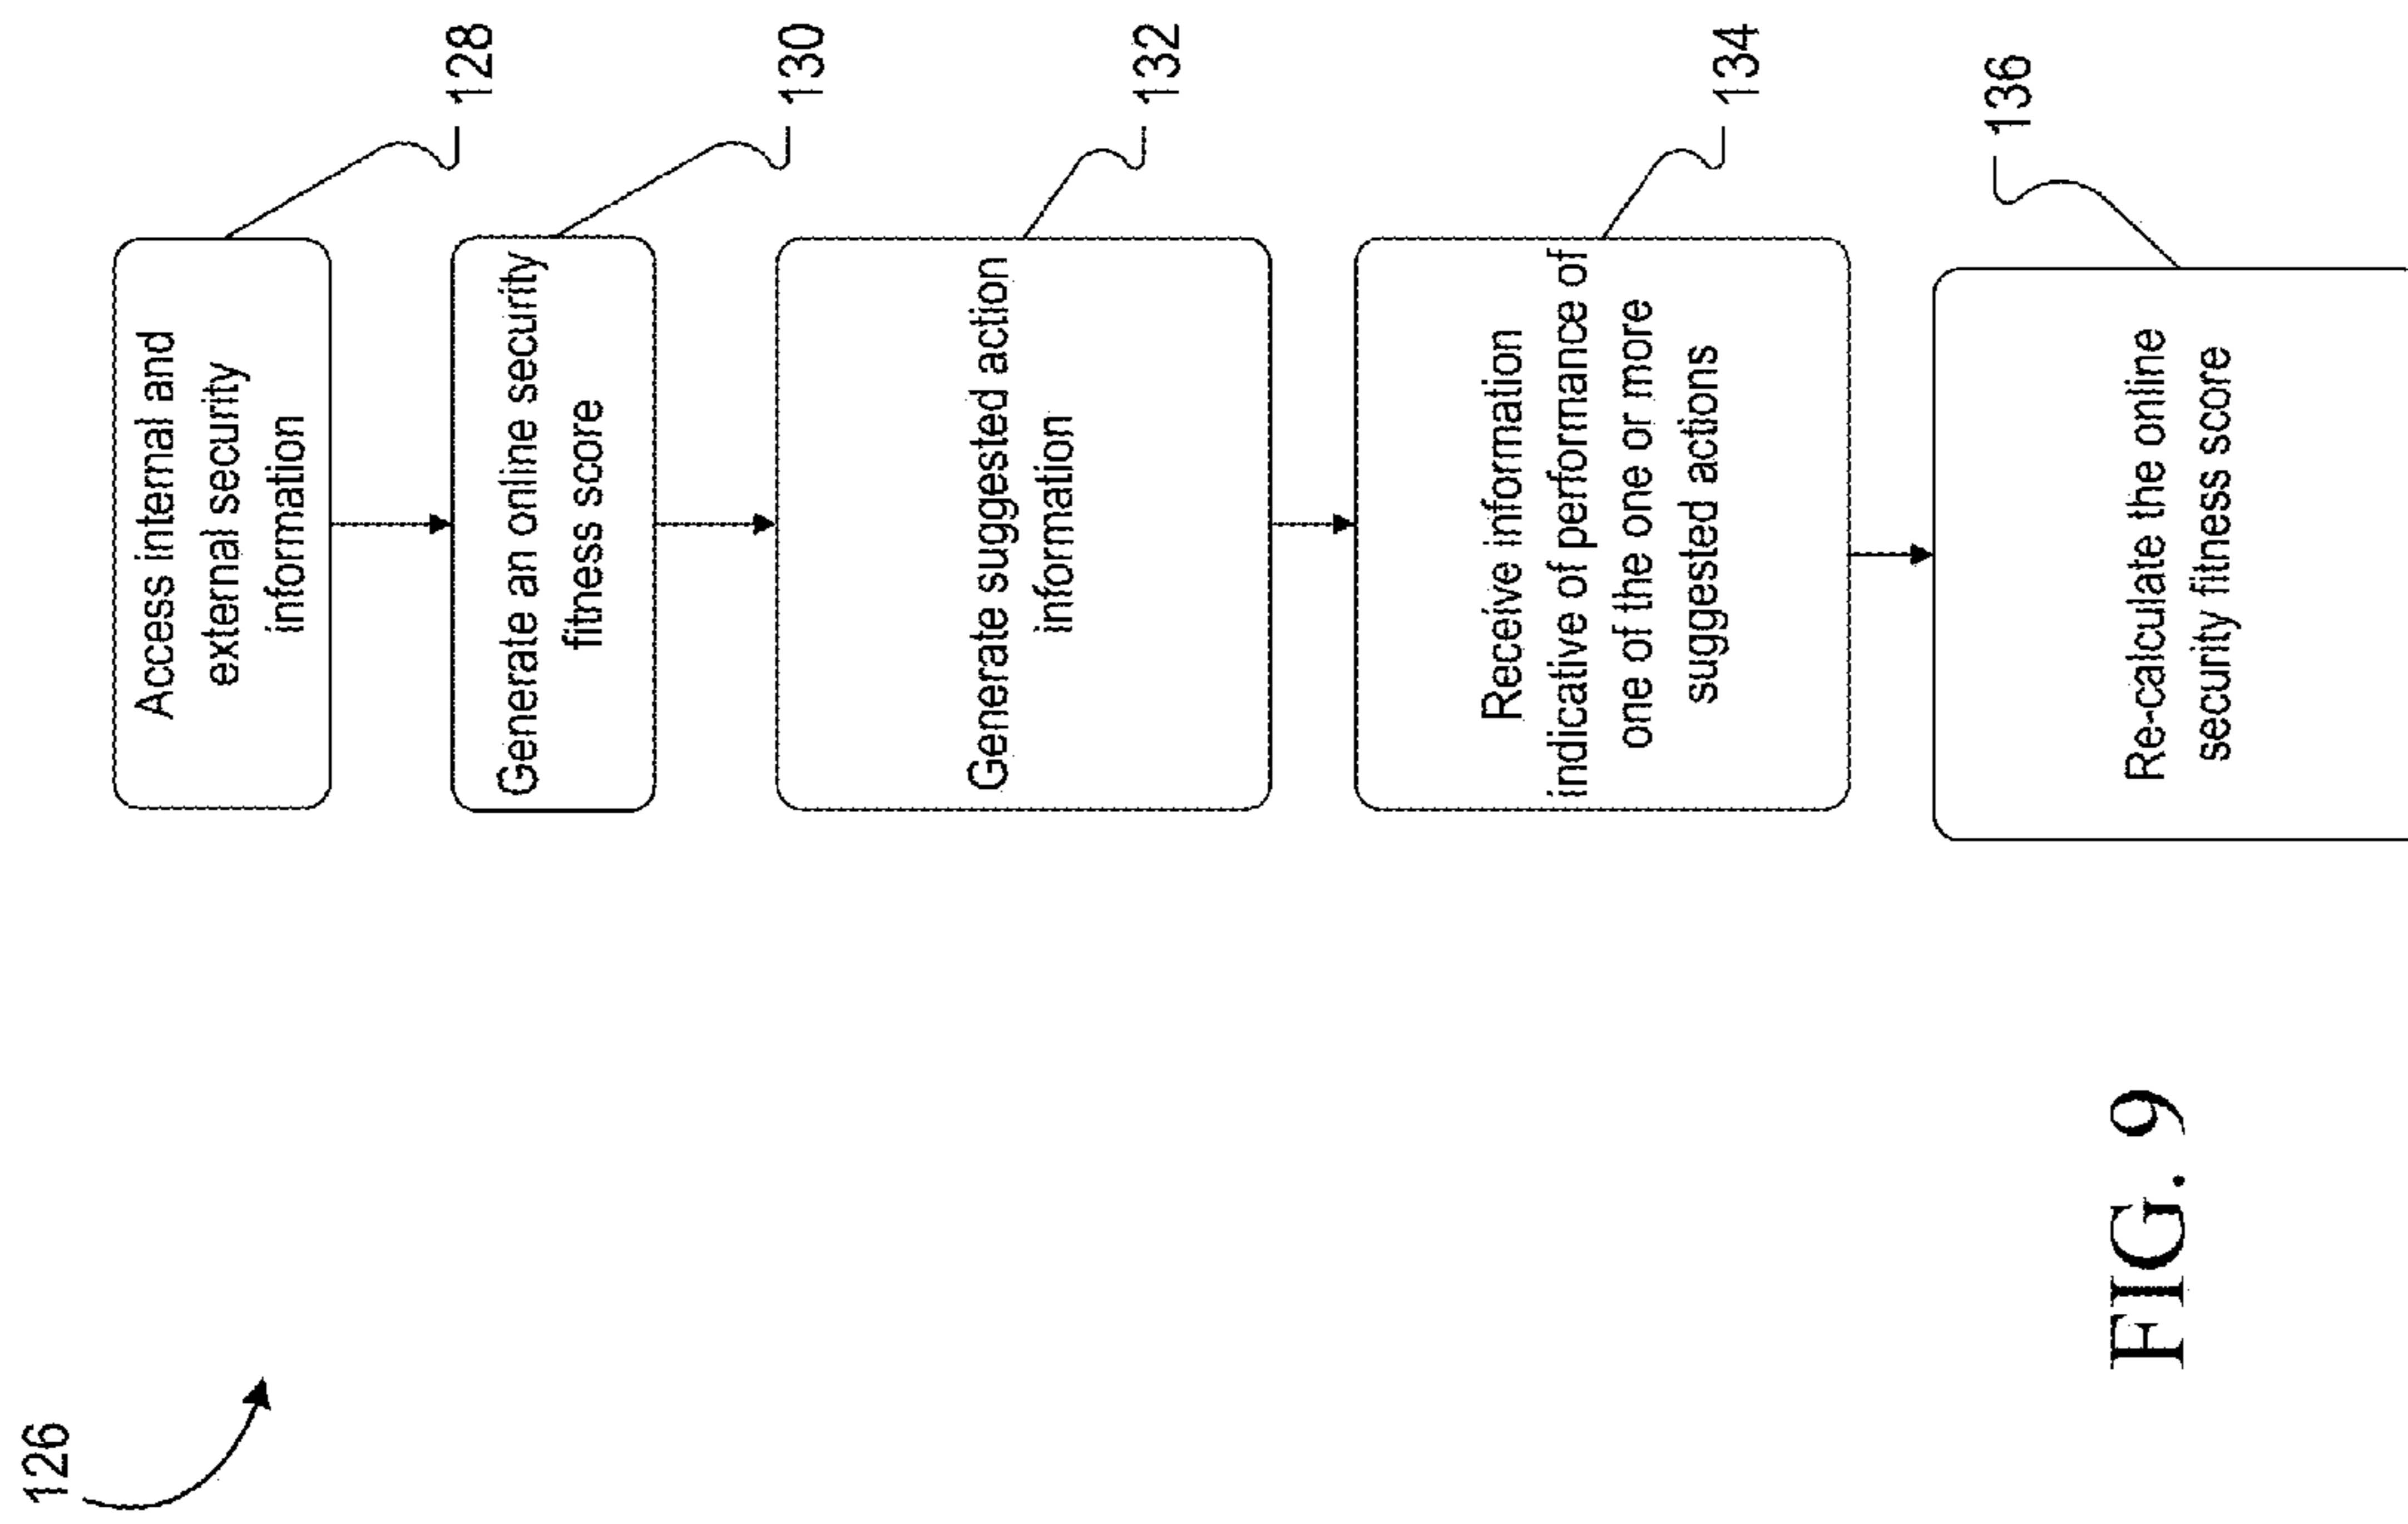 126
Access internal and
external security
information
128
Generate an online security
fitness score
130
Generate suggested action
information
132
Receive information
indicative of performance of
one of the one or more
suggested actions
134
Re-calculate the online
security fitness score
136
FIG. 9